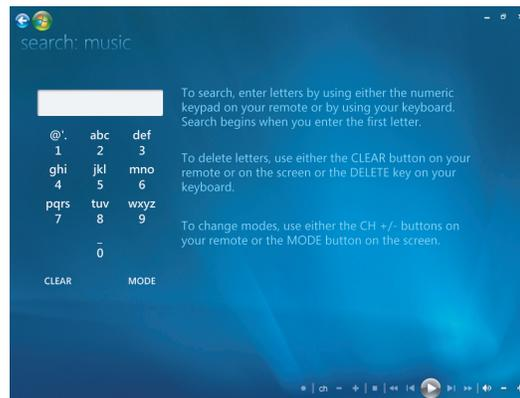 search: music
To search, enter letters by using either the numeric
keypad on your remote or by using your keyboard.
Search begins when you enter the first letter.
@'. abc def
1 2 3
ghi jkl mno
4 5 6
pqrs tuv wxyz
7 8 9
_
0
CLEAR MODE
To delete letters, use either the CLEAR button on your
remote or on the screen or the DELETE key on your
keyboard.
To change modes, use either the CH +/- buttons on
your remote or the MODE button on the screen.
ch